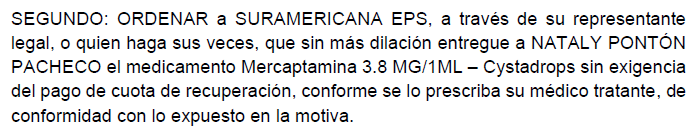 SEGUNDO: ORDENAR a SURAMERICANA EPS, a través de su representante
legal, o quien haga sus veces, que sin más dilación entregue a NATALY PONTÓN
PACHECO el medicamento Mercaptamina 3.8 MG/1ML – Cystadrops sin exigencia
del pago de cuota de recuperación, conforme se lo prescriba su médico tratante, de
conformidad con lo expuesto en la motiva.